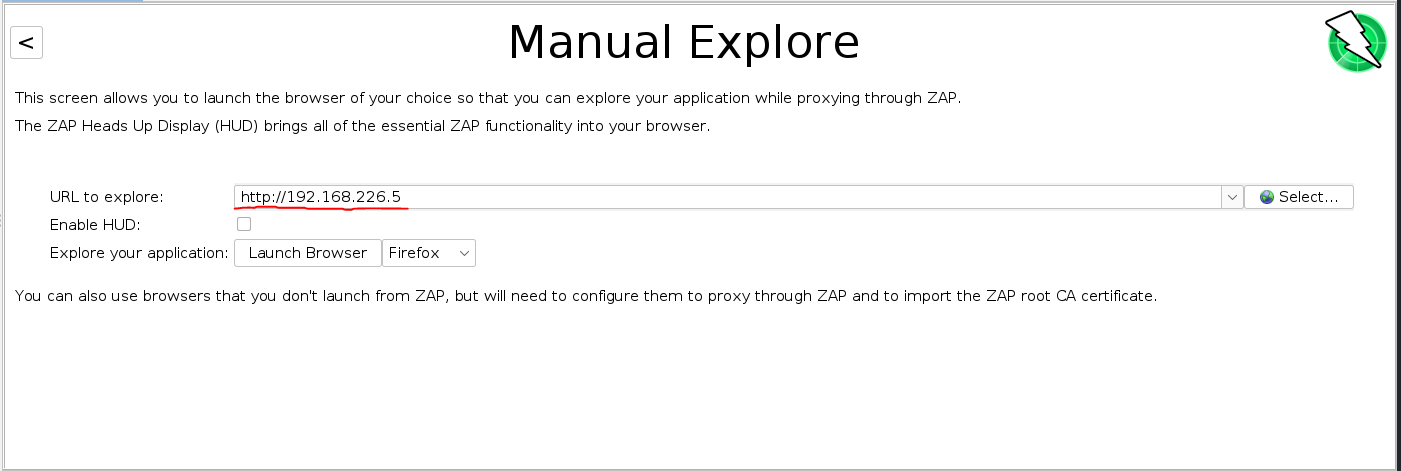 <
Manual Explore
This screen allows you to launch the browser of your choice so that you can explore your application while proxying through ZAP.
The ZAP Heads Up Display (HUD) brings all of the essential ZAP functionality into your browser.
URL to explore: http://192.168.226.5 Select...
Enable HUD:
Explore your application: Launch Browser Firefox
You can also use browsers that you don't launch from ZAP, but will need to configure them to proxy through ZAP and to import the ZAP root CA certificate.